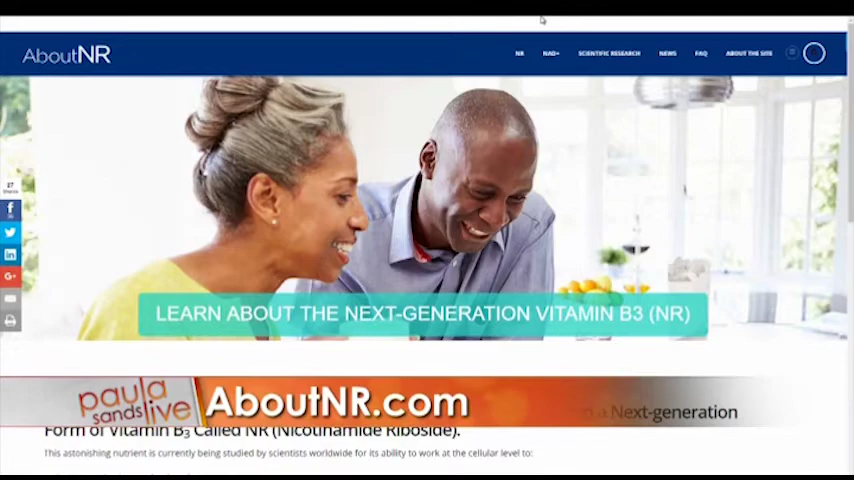 AboutNR
NR NAD+ SCIENTIFIC RESEARCH NEWS FAQ ABOUT THE SITE
27
Shares
LEARN ABOUT THE NEXT-GENERATION VITAMIN B3 (NR)
paula
sands live
AboutNR.com
a Next-generation
Form of Vitamin B3 Called NR (Nicotinamide Riboside).
This astonishing nutrient is currently being studied by scientists worldwide for its ability to work at the cellular level to: